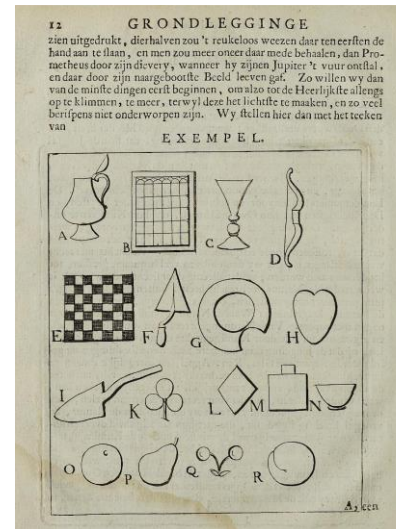 12 GRONDLEGGINGE
zien uitgedrukt, dierhalven zou 't reukeloos weezen daar ten eersten de
hand aan te slaan, en men zou meer oneer daar mede behaalen, dan Pro-
metheus door zijn dievery, wanneer hy zijnen Jupiter 't vuur ontstal,
en daar door zijn naargebootste Beeld leeven gaf. Zo willen wy dan
van de minste dingen eerst beginnen, om alzo tot de Heerlijkste allengs
op te klimmen, te meer, terwyl deze het lichtste te maaken, en zo veel
berispens niet onderworpen zijn. Wy stellen hier dan met het teeken
van
EXEMPEL.
A B C D
E F G H
I K L M N
O P Q R
A 2 een